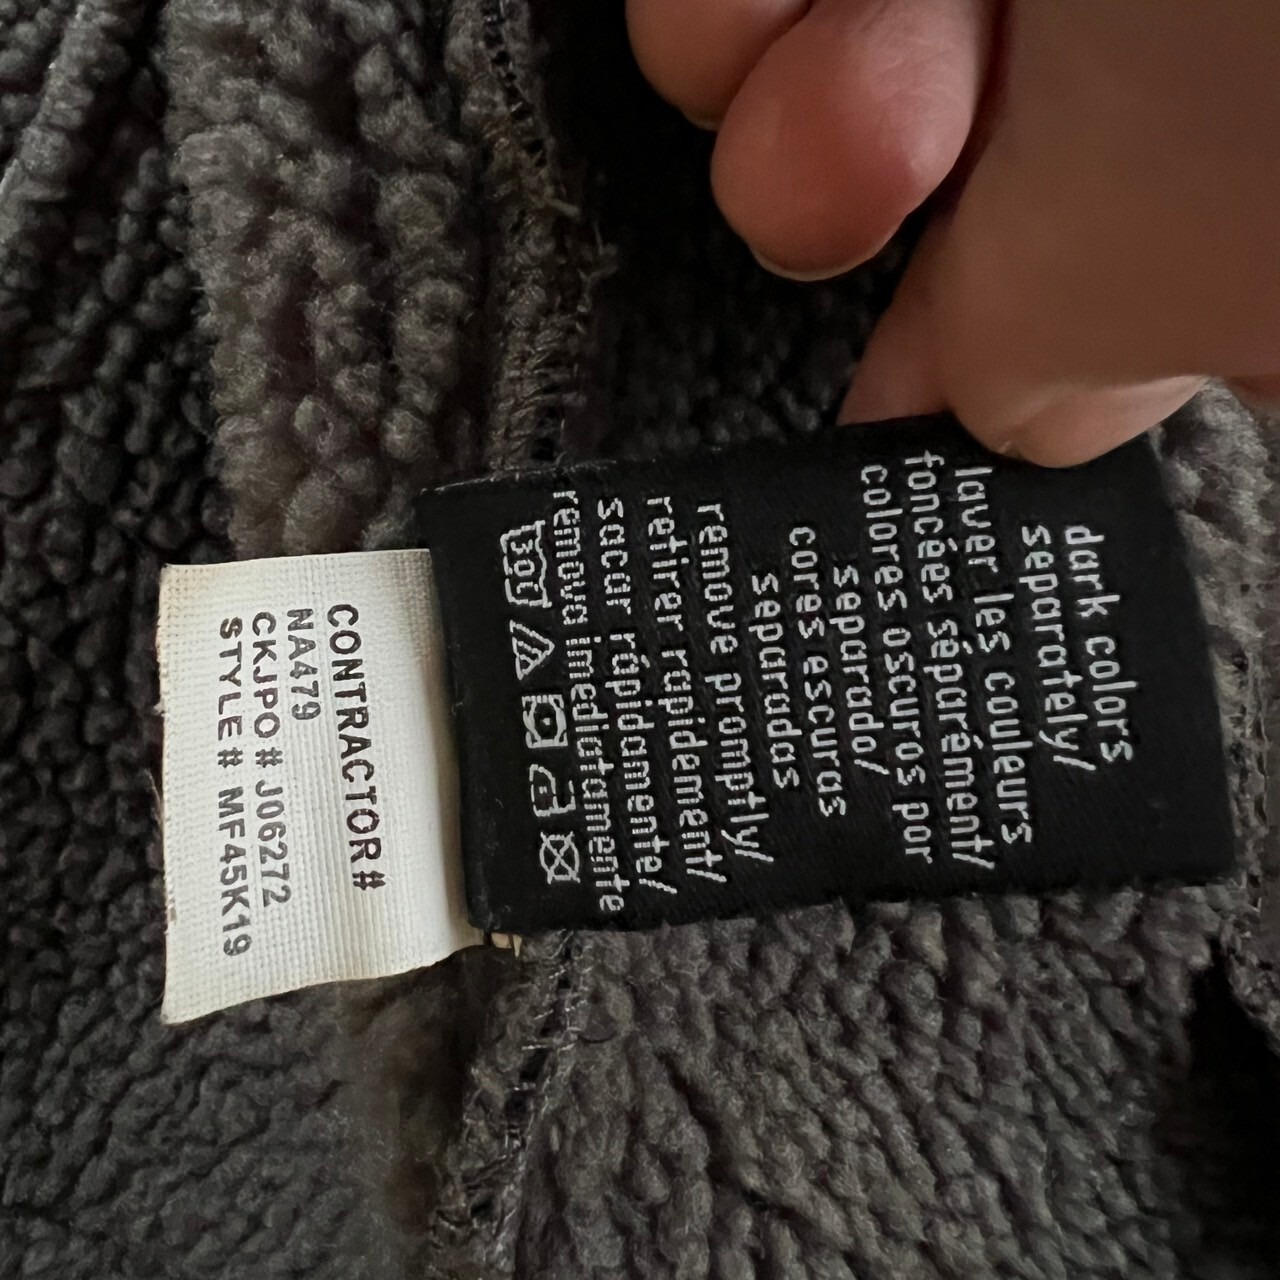 dark colors
separately/
laver les couleurs
foncées séparément/
colores oscuros por
separado/
cores escuras
separadas
remove promptly/
retirer rapidement/
sacar rápidamente/
remova imediatamente
30
CONTRACTOR#
NA479
CKJPO# J06272
STYLE# MF45K19